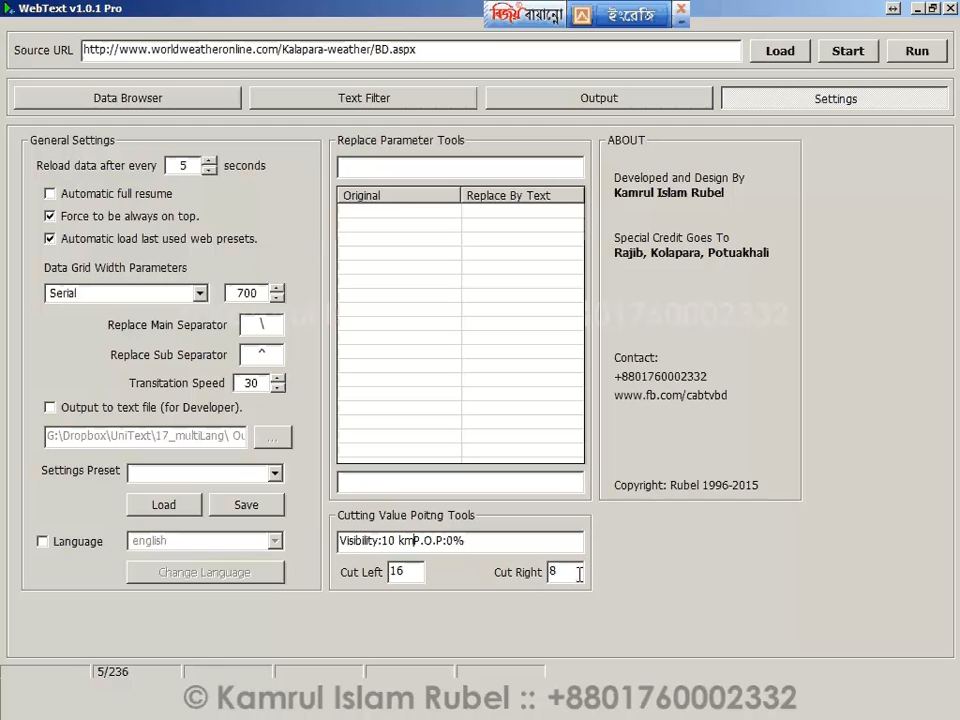 WebText v1.0.1 Pro
বিজয় বায়ান্নো
ইংরেজি
Source URL http://www.worldweatheronline.com/Kalapara-weather/BD.aspx Load Start Run
Data Browser Text Filter Output Settings
General Settings
Reload data after every 5 seconds
Automatic full resume
Force to be always on top.
Automatic load last used web presets.
Data Grid Width Parameters
Serial 700
Replace Main Separator \
Replace Sub Separator ^
Transitation Speed 30
Output to text file (for Developer).
G:\Dropbox\UniText\17_multiLang\ Ou ...
Settings Preset
Load Save
Language english
Change Language
Replace Parameter Tools
Original Replace By Text
Cutting Value Poitng Tools
Visibility:10 kmP.O.P:0%
Cut Left 16 Cut Right 8
ABOUT
Developed and Design By
Kamrul Islam Rubel
Special Credit Goes To
Rajib, Kolapara, Potuakhali
Contact:
+8801760002332
www.fb.com/cabtvbd
Copyright: Rubel 1996-2015
5/236
© Kamrul Islam Rubel :: +8801760002332